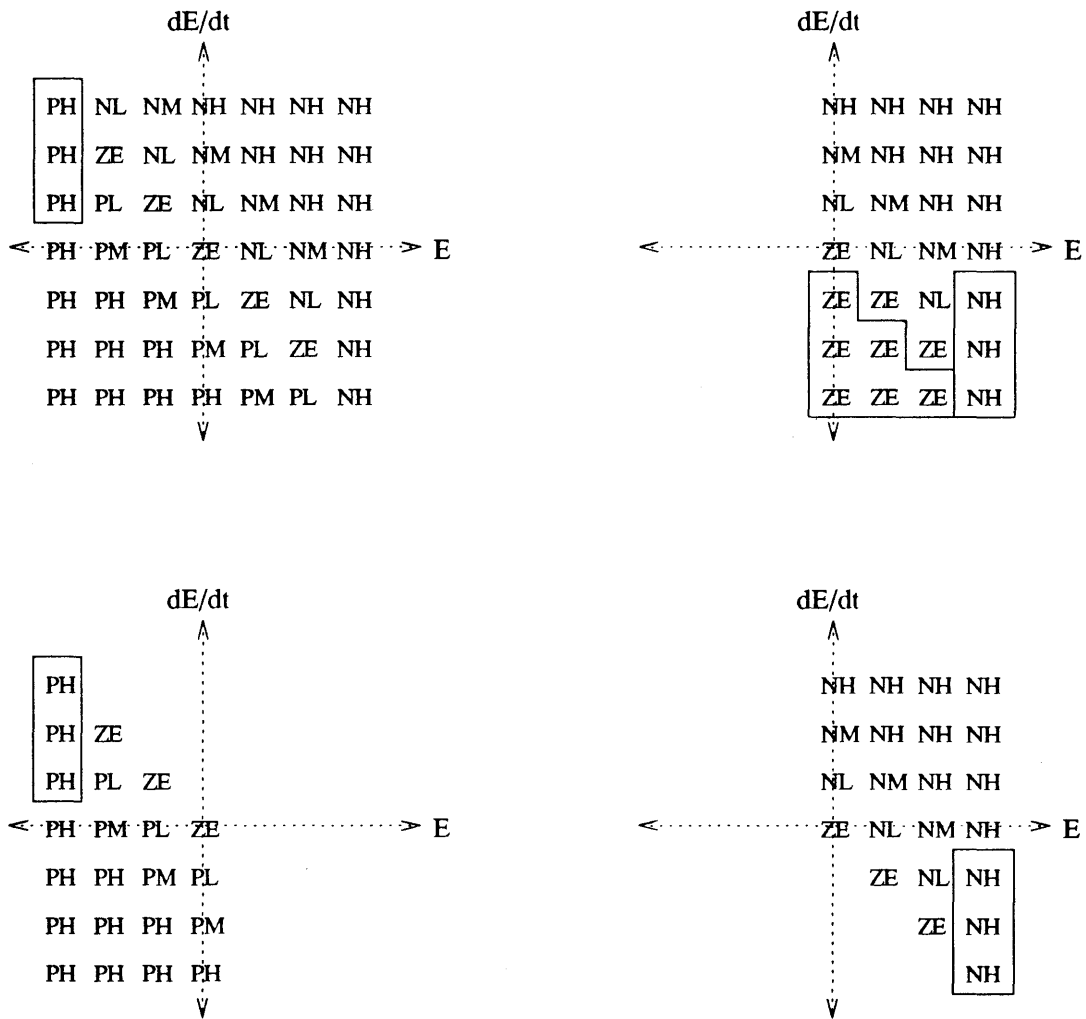 dE/dt
PH NL NM NH NH NH NH
PH ZE NL NM NH NH NH
PH PL ZE NL NM NH NH
PH PM PL ZE NL NM NH E
PH PH PM PL ZE NL NH
PH PH PH PM PL ZE NH
PH PH PH PH PM PL NH
dE/dt
NH NH NH NH
NM NH NH NH
NL NM NH NH
ZE NL NM NH E
ZE ZE NL NH
ZE ZE ZE NH
ZE ZE ZE NH
dE/dt
PH
PH ZE
PH PL ZE
PH PM PL ZE E
PH PH PM PL
PH PH PH PM
PH PH PH PH
dE/dt
NH NH NH NH
NM NH NH NH
NL NM NH NH
ZE NL NM NH E
ZE NL NH
ZE NH
NH